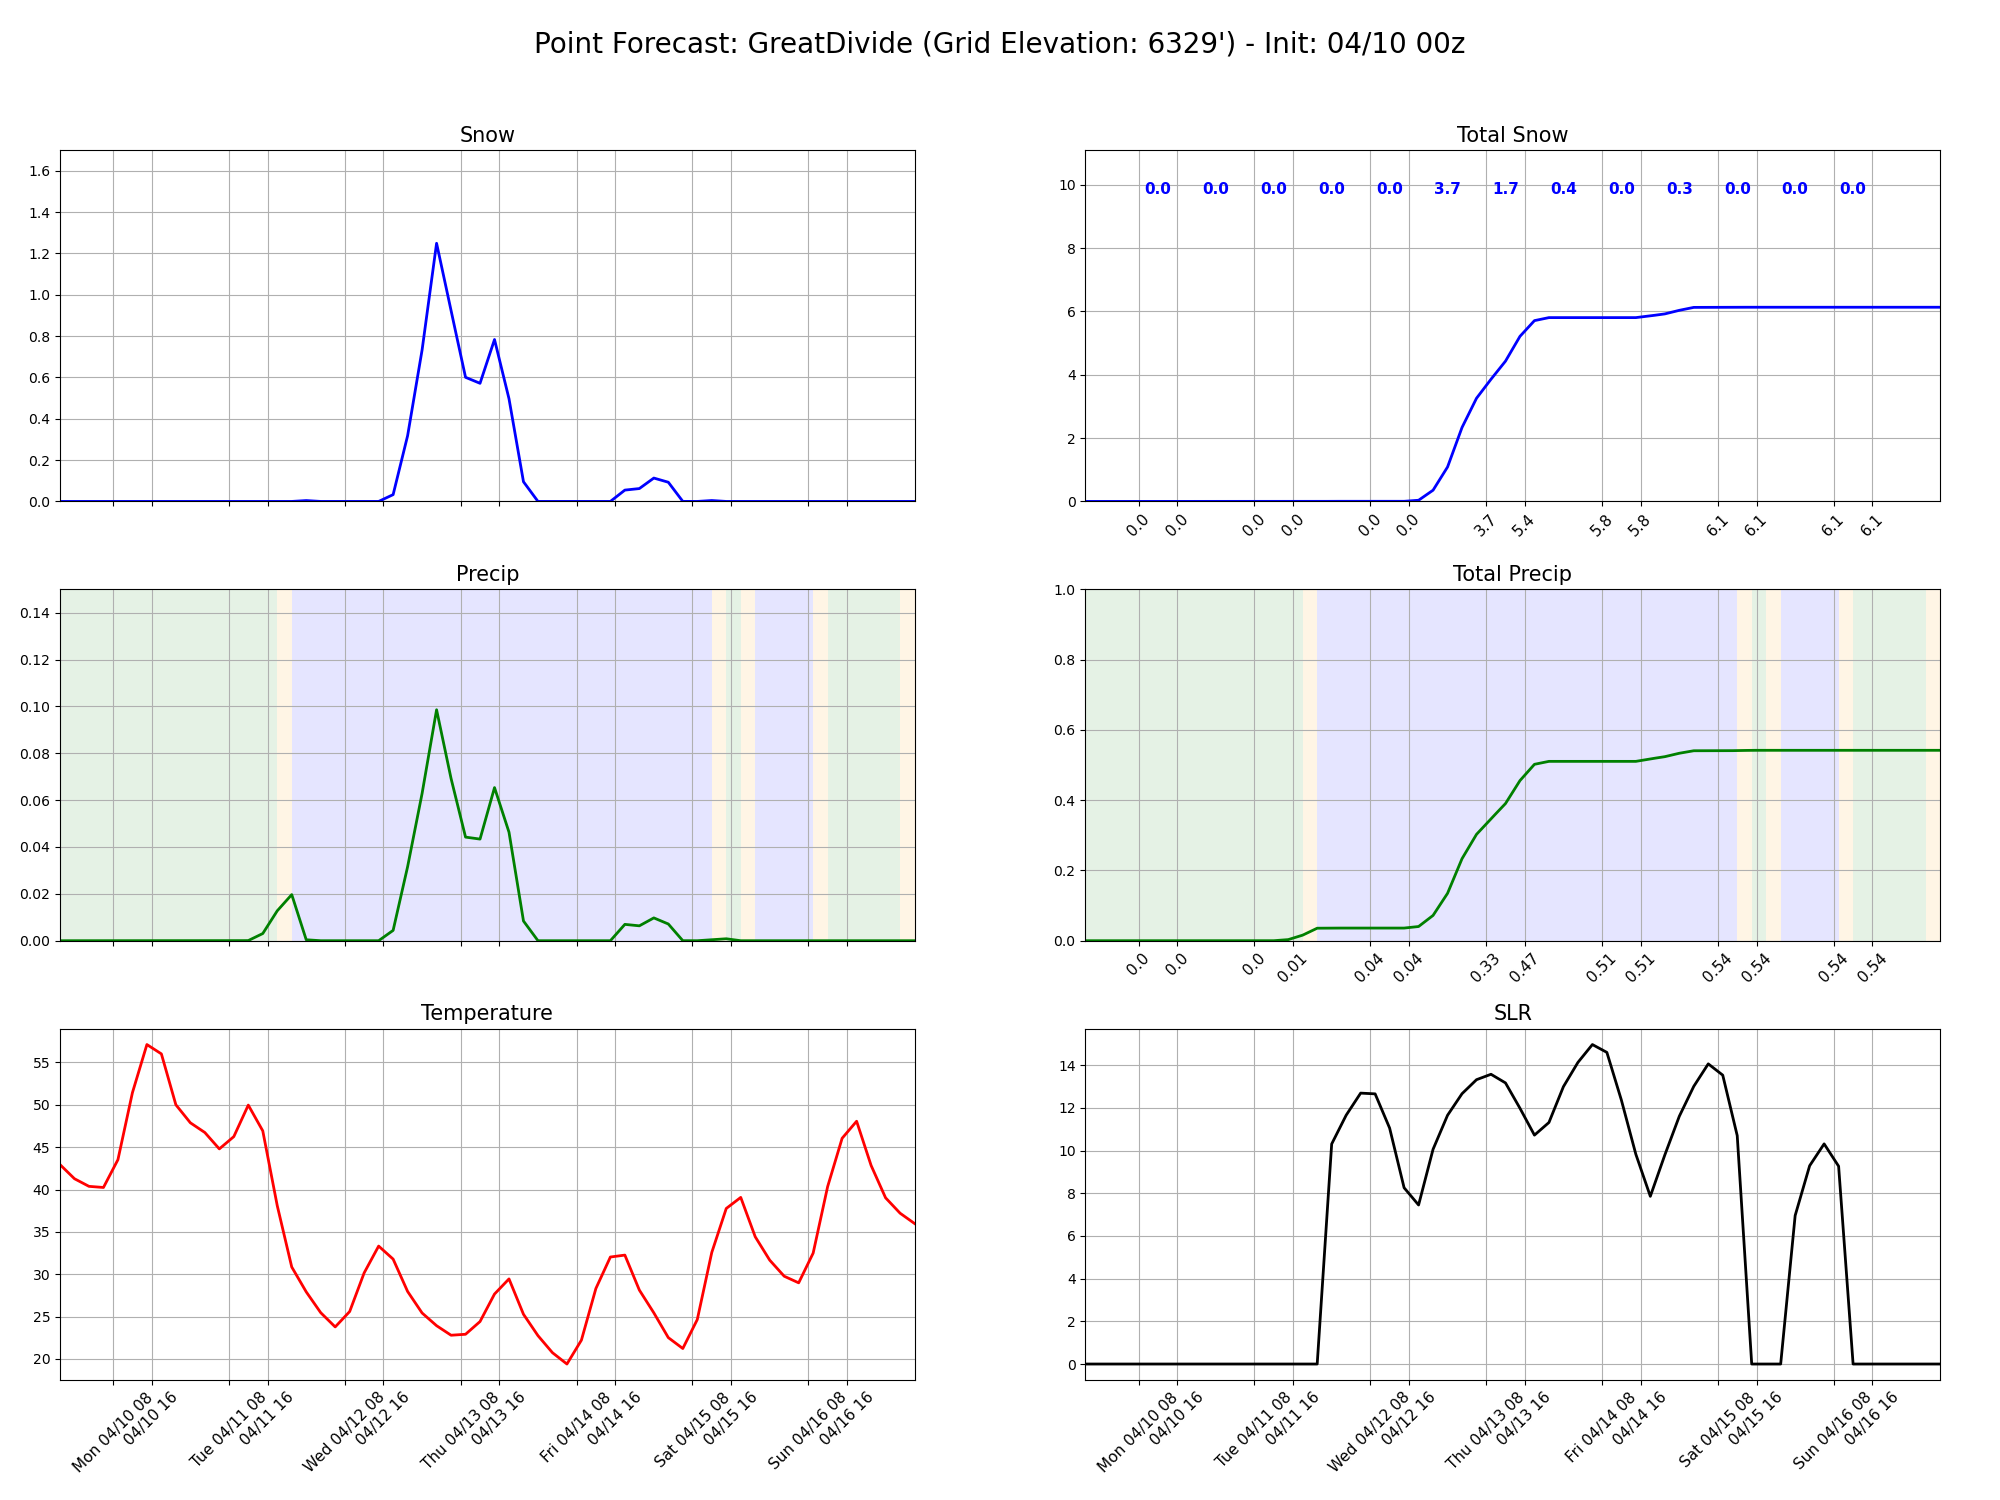 Point Forecast: GreatDivide (Grid Elevation: 6329') - Init: 04/10 00z
Snow
1.6
1.4
1.2
1.0
0.8
0.6
0.4
0.2
0.0
Total Snow
10
8
6
4
2
0
0.0 0.0 0.0 0.0 0.0 3.7 1.7 0.4 0.0 0.3 0.0 0.0 0.0
0.0 0.0 0.0 0.0 0.0 0.0 3.7 5.4 5.8 5.8 6.1 6.1 6.1 6.1
Precip
0.14
0.12
0.10
0.08
0.06
0.04
0.02
0.00
Total Precip
1.0
0.8
0.6
0.4
0.2
0.0
0.0 0.0 0.0 0.01 0.04 0.04 0.33 0.47 0.51 0.51 0.54 0.54 0.54 0.54
Temperature
55
50
45
40
35
30
25
20
Mon 04/10 08
04/10 16
Tue 04/11 08
04/11 16
Wed 04/12 08
04/12 16
Thu 04/13 08
04/13 16
Fri 04/14 08
04/14 16
Sat 04/15 08
04/15 16
Sun 04/16 08
04/16 16
SLR
14
12
10
8
6
4
2
0
Mon 04/10 08
04/10 16
Tue 04/11 08
04/11 16
Wed 04/12 08
04/12 16
Thu 04/13 08
04/13 16
Fri 04/14 08
04/14 16
Sat 04/15 08
04/15 16
Sun 04/16 08
04/16 16